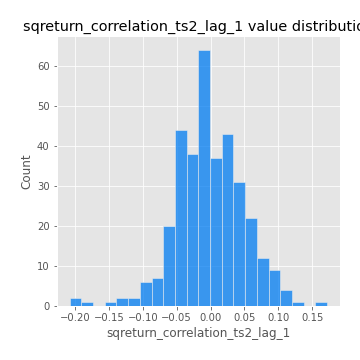 sqreturn_correlation_ts2_lag_1 value distributio
60
50
40
30
20
10
0
Count
−0.20 −0.15 −0.10 −0.05 0.00 0.05 0.10 0.15
sqreturn_correlation_ts2_lag_1